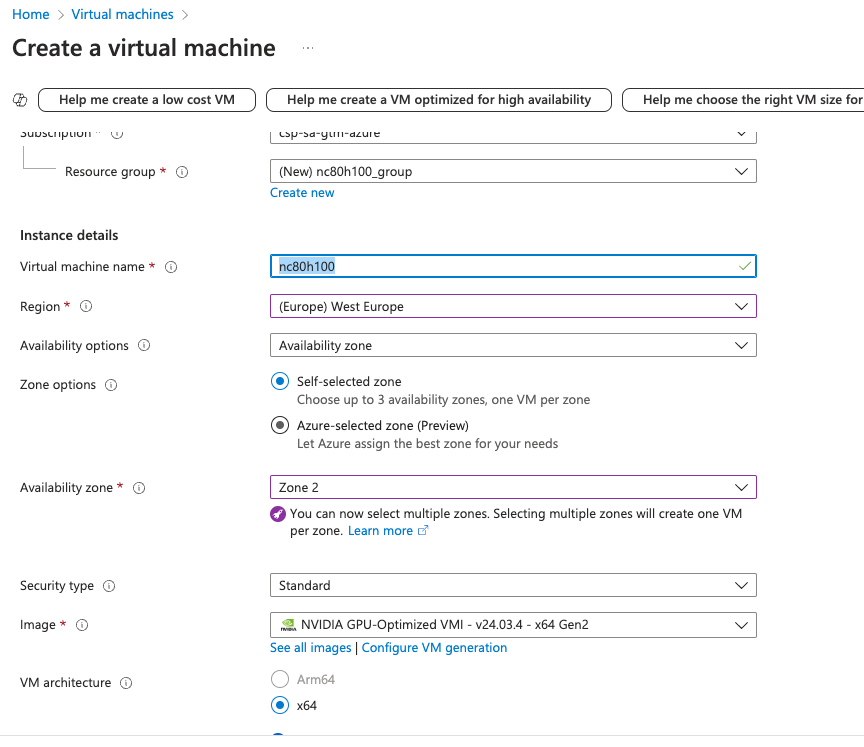 Home > Virtual machines >
Create a virtual machine ...
Help me create a low cost VM
Help me create a VM optimized for high availability
Help me choose the right VM size for
Subscription *
csp-sa-gtm-azure
Resource group *
(New) nc80h100_group
Create new
Instance details
Virtual machine name *
nc80h100
Region *
(Europe) West Europe
Availability options
Availability zone
Zone options
Self-selected zone
Choose up to 3 availability zones, one VM per zone
Azure-selected zone (Preview)
Let Azure assign the best zone for your needs
Availability zone *
Zone 2
You can now select multiple zones. Selecting multiple zones will create one VM
per zone. Learn more
Security type
Standard
Image *
NVIDIA GPU-Optimized VMI - v24.03.4 - x64 Gen2
See all images | Configure VM generation
VM architecture
Arm64
x64